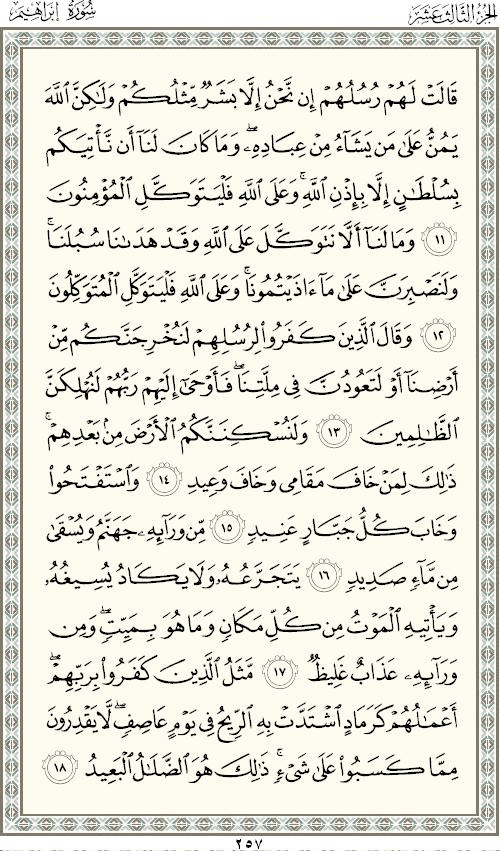 الجزء الثالث عشر
سورة إبراهيم
قَالَتْ لَهُمْ رُسُلُهُمْ إِن نَّحْنُ إِلَّا بَشَرٌ مِّثْلُكُمْ وَلَٰكِنَّ ٱللَّهَ
يَمُنُّ عَلَىٰ مَن يَشَآءُ مِنْ عِبَادِهِۦ ۖ وَمَا كَانَ لَنَآ أَن نَّأْتِيَكُم
بِسُلْطَٰنٍ إِلَّا بِإِذْنِ ٱللَّهِ ۚ وَعَلَى ٱللَّهِ فَلْيَتَوَكَّلِ ٱلْمُؤْمِنُونَ
١١ وَمَا لَنَآ أَلَّا نَتَوَكَّلَ عَلَى ٱللَّهِ وَقَدْ هَدَىٰنَا سُبُلَنَا ۚ
وَلَنَصْبِرَنَّ عَلَىٰ مَآ ءَاذَيْتُمُونَا ۚ وَعَلَى ٱللَّهِ فَلْيَتَوَكَّلِ ٱلْمُتَوَكِّلُونَ
١٢ وَقَالَ ٱلَّذِينَ كَفَرُوا۟ لِرُسُلِهِمْ لَنُخْرِجَنَّكُم مِّنْ
أَرْضِنَآ أَوْ لَتَعُودُنَّ فِى مِلَّتِنَا ۖ فَأَوْحَىٰٓ إِلَيْهِمْ رَبُّهُمْ لَنُهْلِكَنَّ
ٱلظَّٰلِمِينَ ١٣ وَلَنُسْكِنَنَّكُمُ ٱلْأَرْضَ مِنۢ بَعْدِهِمْ ۚ
ذَٰلِكَ لِمَنْ خَافَ مَقَامِى وَخَافَ وَعِيدِ ١٤ وَٱسْتَفْتَحُوا۟
وَخَابَ كُلُّ جَبَّارٍ عَنِيدٍ ١٥ مِّن وَرَآئِهِۦ جَهَنَّمُ وَيُسْقَىٰ
مِن مَّآءٍ صَدِيدٍ ١٦ يَتَجَرَّعُهُۥ وَلَا يَكَادُ يُسِيغُهُۥ
وَيَأْتِيهِ ٱلْمَوْتُ مِن كُلِّ مَكَانٍ وَمَا هُوَ بِمَيِّتٍ ۖ وَمِن
وَرَآئِهِۦ عَذَابٌ غَلِيظٌ ١٧ مَّثَلُ ٱلَّذِينَ كَفَرُوا۟ بِرَبِّهِمْ ۖ
أَعْمَٰلُهُمْ كَرَمَادٍ ٱشْتَدَّتْ بِهِ ٱلرِّيحُ فِى يَوْمٍ عَاصِفٍ ۖ لَّا يَقْدِرُونَ
مِمَّا كَسَبُوا۟ عَلَىٰ شَىْءٍ ۚ ذَٰلِكَ هُوَ ٱلضَّلَٰلُ ٱلْبَعِيدُ ١٨
٢٥٧